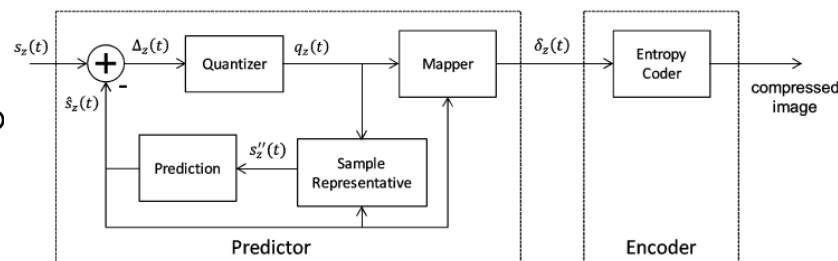 s_z(t)
Δ_z(t)
Quantizer
q_z(t)
Mapper
δ_z(t)
Entropy
Coder
compressed
image
+
-
ŝ_z(t)
Prediction
s''_z(t)
Sample
Representative
Predictor
Encoder